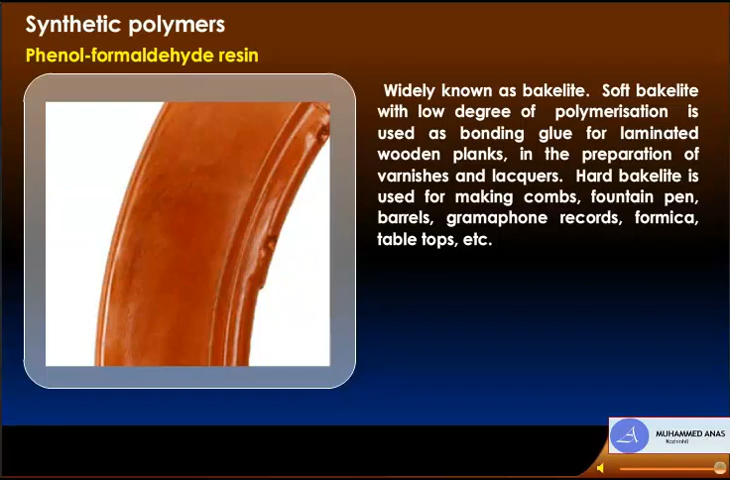 Synthetic polymers
Phenol-formaldehyde resin
Widely known as bakelite. Soft bakelite
with low degree of polymerisation is
used as bonding glue for laminated
wooden planks, in the preparation of
varnishes and lacquers. Hard bakelite is
used for making combs, fountain pen,
barrels, gramaphone records, formica,
table tops, etc.
MUHAMMED ANAS